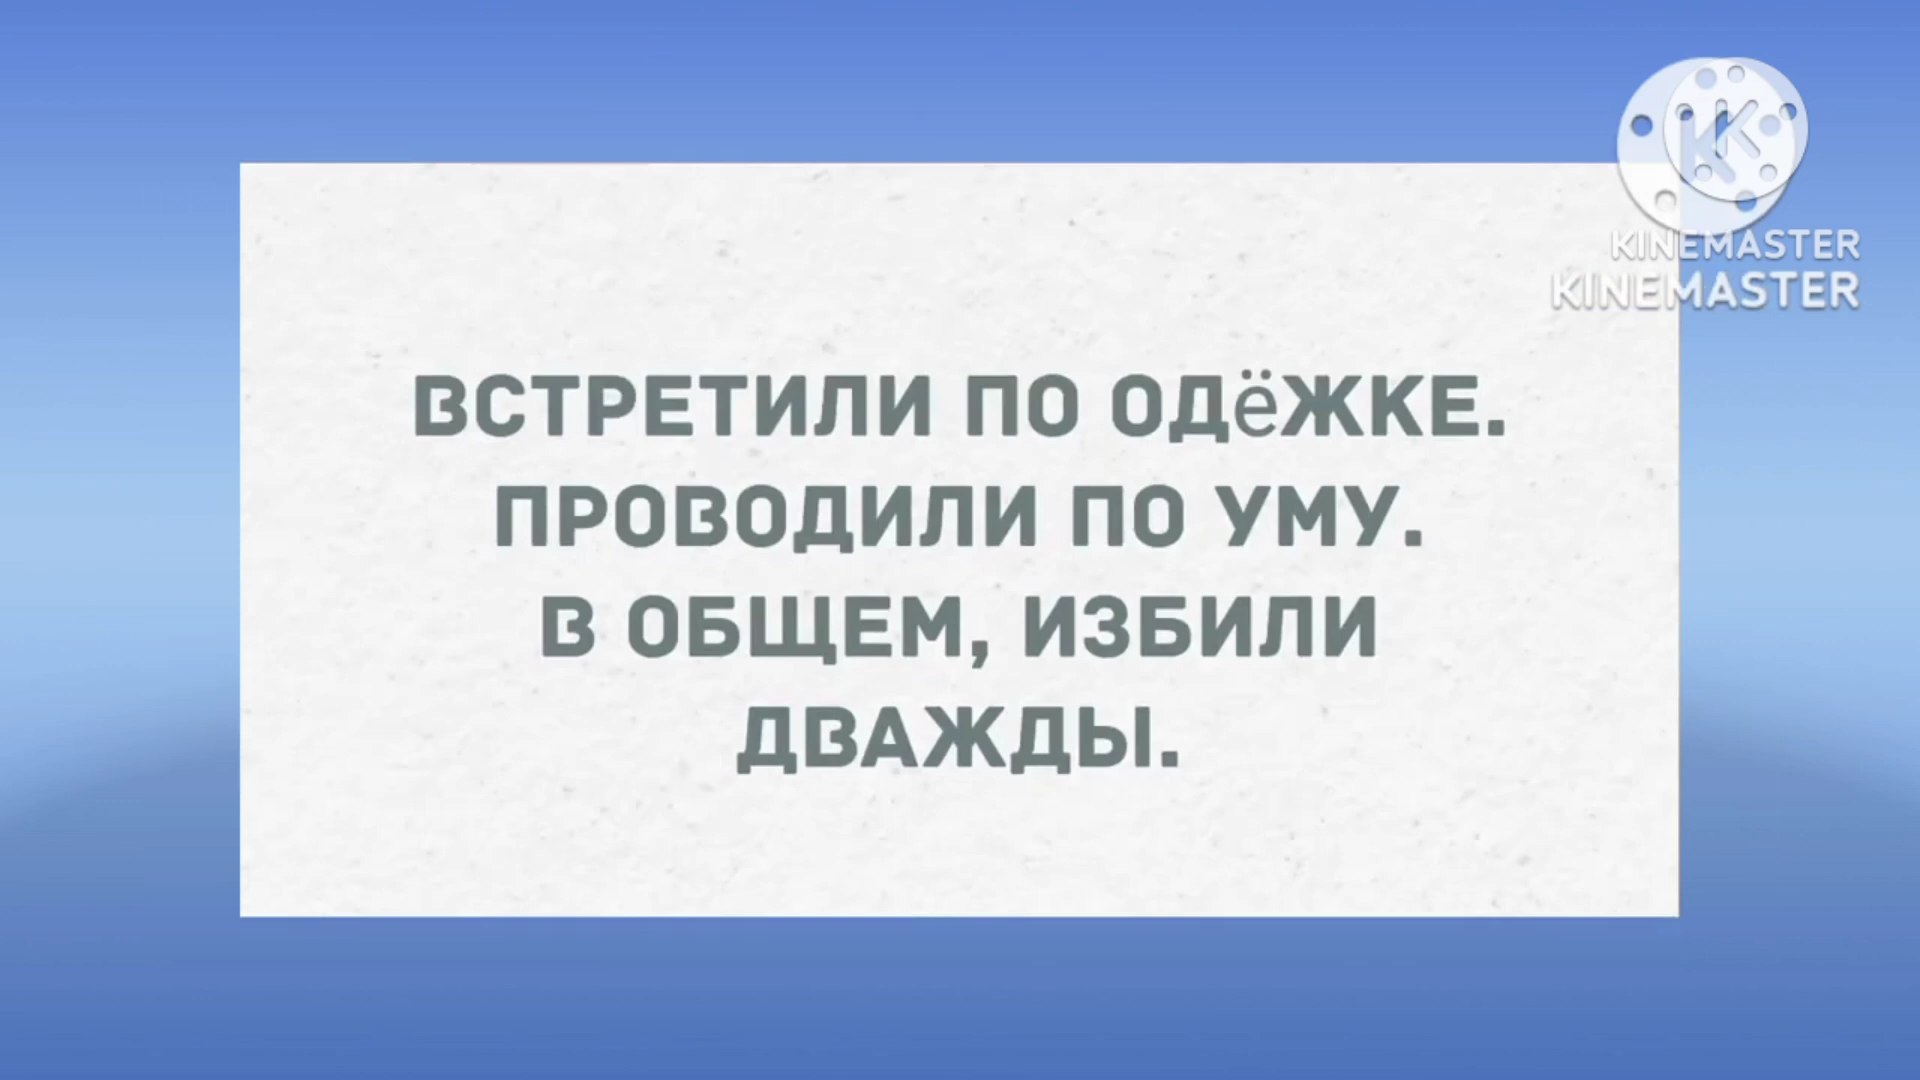 KINEMASTER
KINEMASTER
ВСТРЕТИЛИ ПО ОДёЖКЕ.
ПРОВОДИЛИ ПО УМУ.
В ОБЩЕМ, ИЗБИЛИ
ДВАЖДЫ.